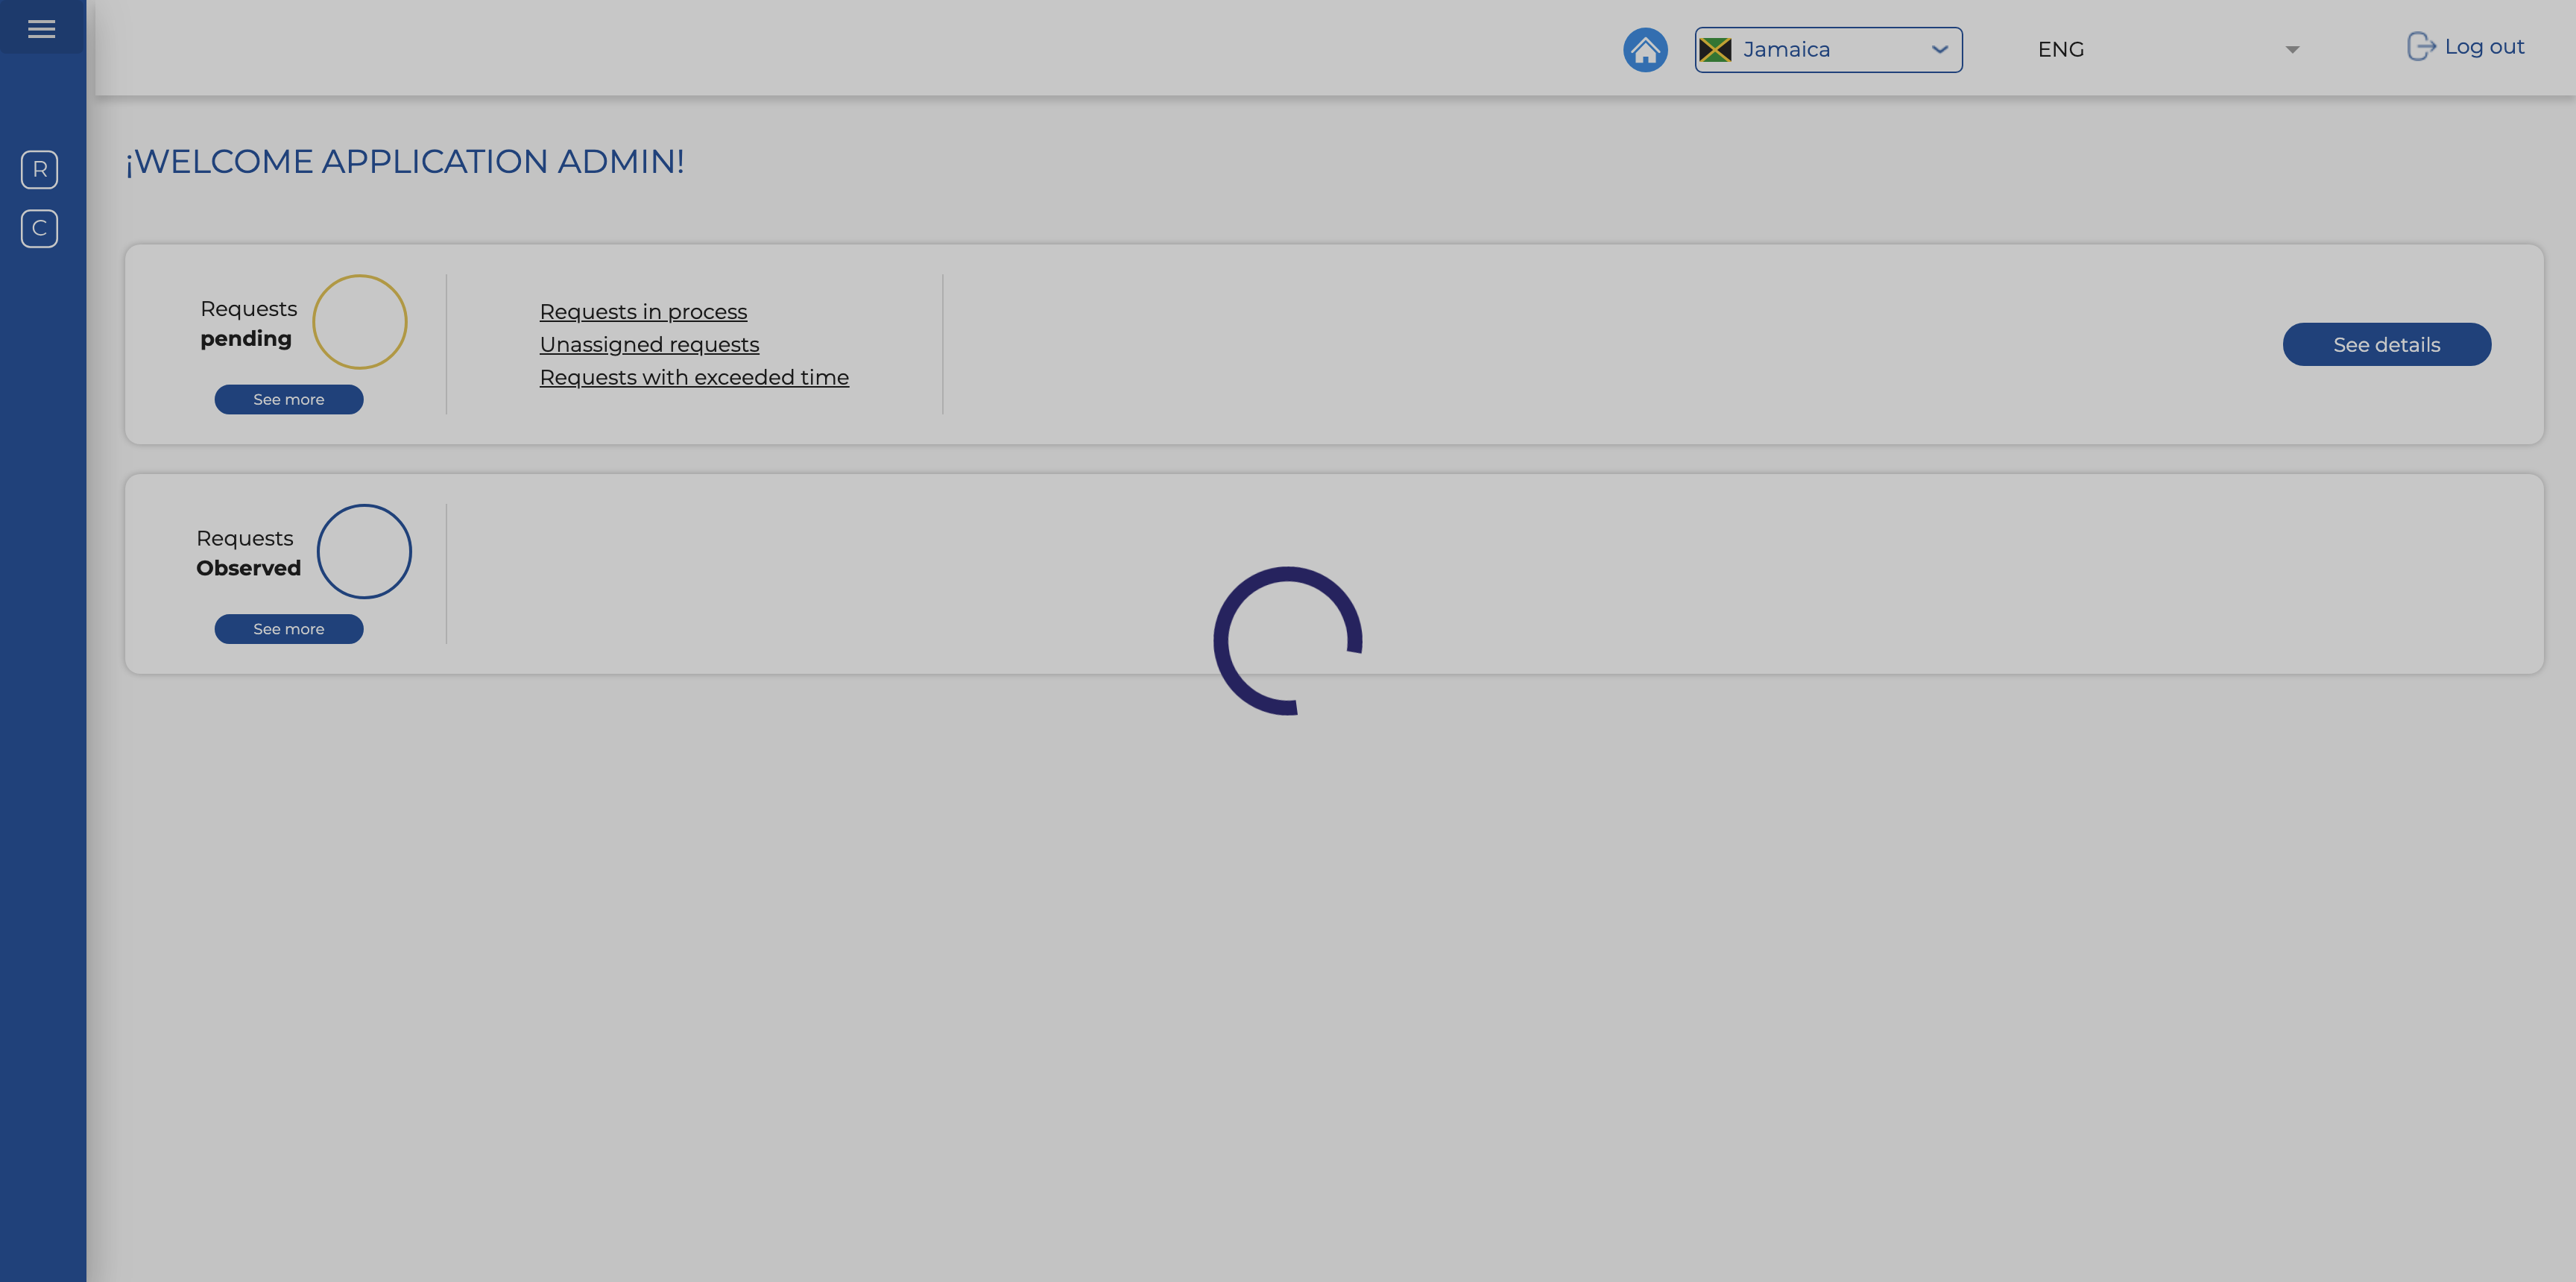 Jamaica
ENG
Log out
R
C
¡WELCOME APPLICATION ADMIN!
Requests
pending
See more
Requests in process
Unassigned requests
Requests with exceeded time
See details
Requests
Observed
See more